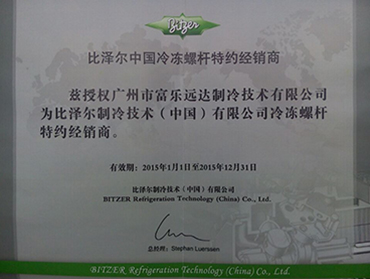 Bitzer
比泽尔中国冷冻螺杆特约经销商
兹授权广州市富乐远达制冷技术有限公司
为比泽尔制冷技术（中国）有限公司冷冻螺杆
特约经销商。
有效期：2015年1月1日至2015年12月31日
比泽尔制冷技术（中国）有限公司
BITZER Refrigeration Technology (China) Co., Ltd.
总经理：Stephan Luerssen
BITZER Refrigeration Technology (China) Co., Ltd.